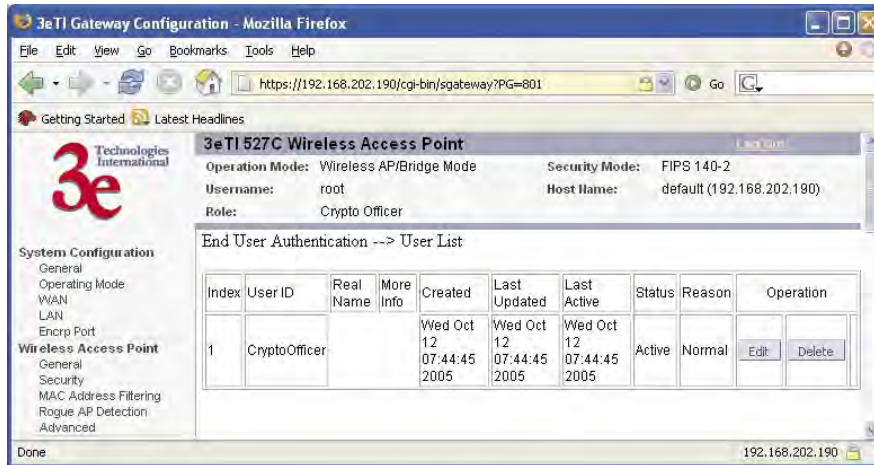 3eTI Gateway Configuration - Mozilla Firefox
File Edit View Go Bookmarks Tools Help
https://192.168.202.190/cgi-bin/sgateway?PG=801 Go G
Getting Started Latest Headlines
3e Technologies International
3eTI 527C Wireless Access Point
Operation Mode: Wireless AP/Bridge Mode Security Mode: FIPS 140-2
Username: root Host Name: default (192.168.202.190)
Role: Crypto Officer
System Configuration
General
Operating Mode
WAN
LAN
Encrp Port
Wireless Access Point
General
Security
MAC Address Filtering
Rogue AP Detection
Advanced
End User Authentication --> User List
Index User ID Real Name More Info Created Last Updated Last Active Status Reason Operation
1 CryptoOfficer Wed Oct 12 07:44:45 2005 Wed Oct 12 07:44:45 2005 Wed Oct 12 07:44:45 2005 Active Normal Edit Delete
Done 192.168.202.190